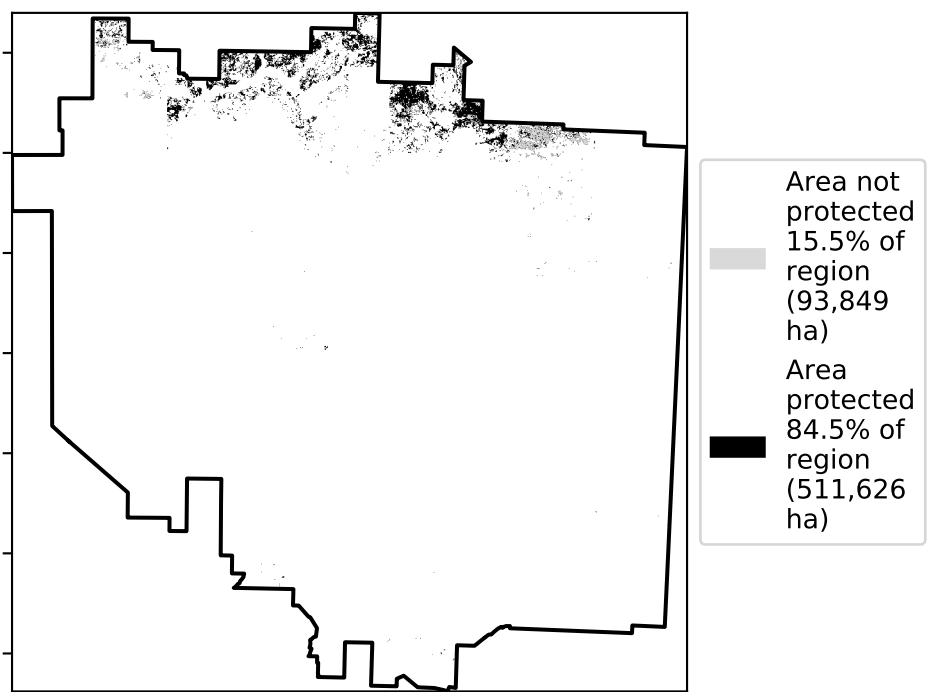 Area not
protected
15.5% of
region
(93,849
ha)
Area
protected
84.5% of
region
(511,626
ha)